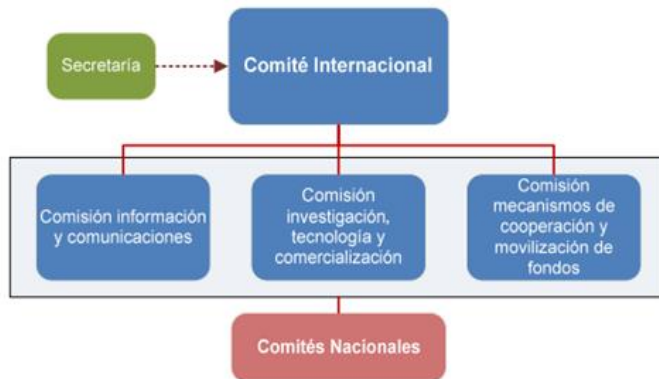 Secretaría
Comité Internacional
Comisión información
y comunicaciones
Comisión
investigación,
tecnología y
comercialización
Comisión
mecanismos de
cooperación y
movilización de
fondos
Comités Nacionales